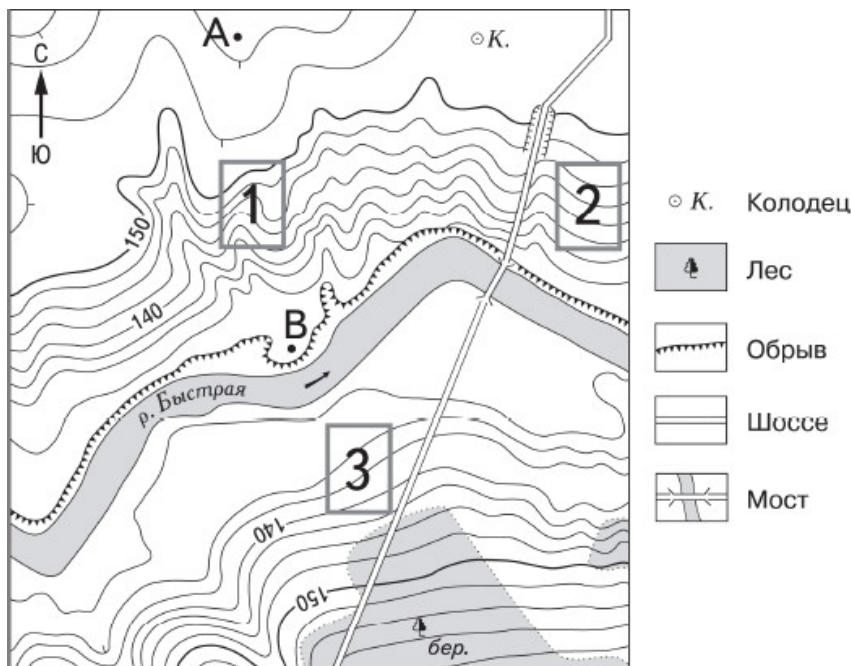 А
К.
С
Ю
1
2
150
140
В
р. Быстрая
3
140
150
бер.
К. Колодец
Лес
Обрыв
Шоссе
Мост